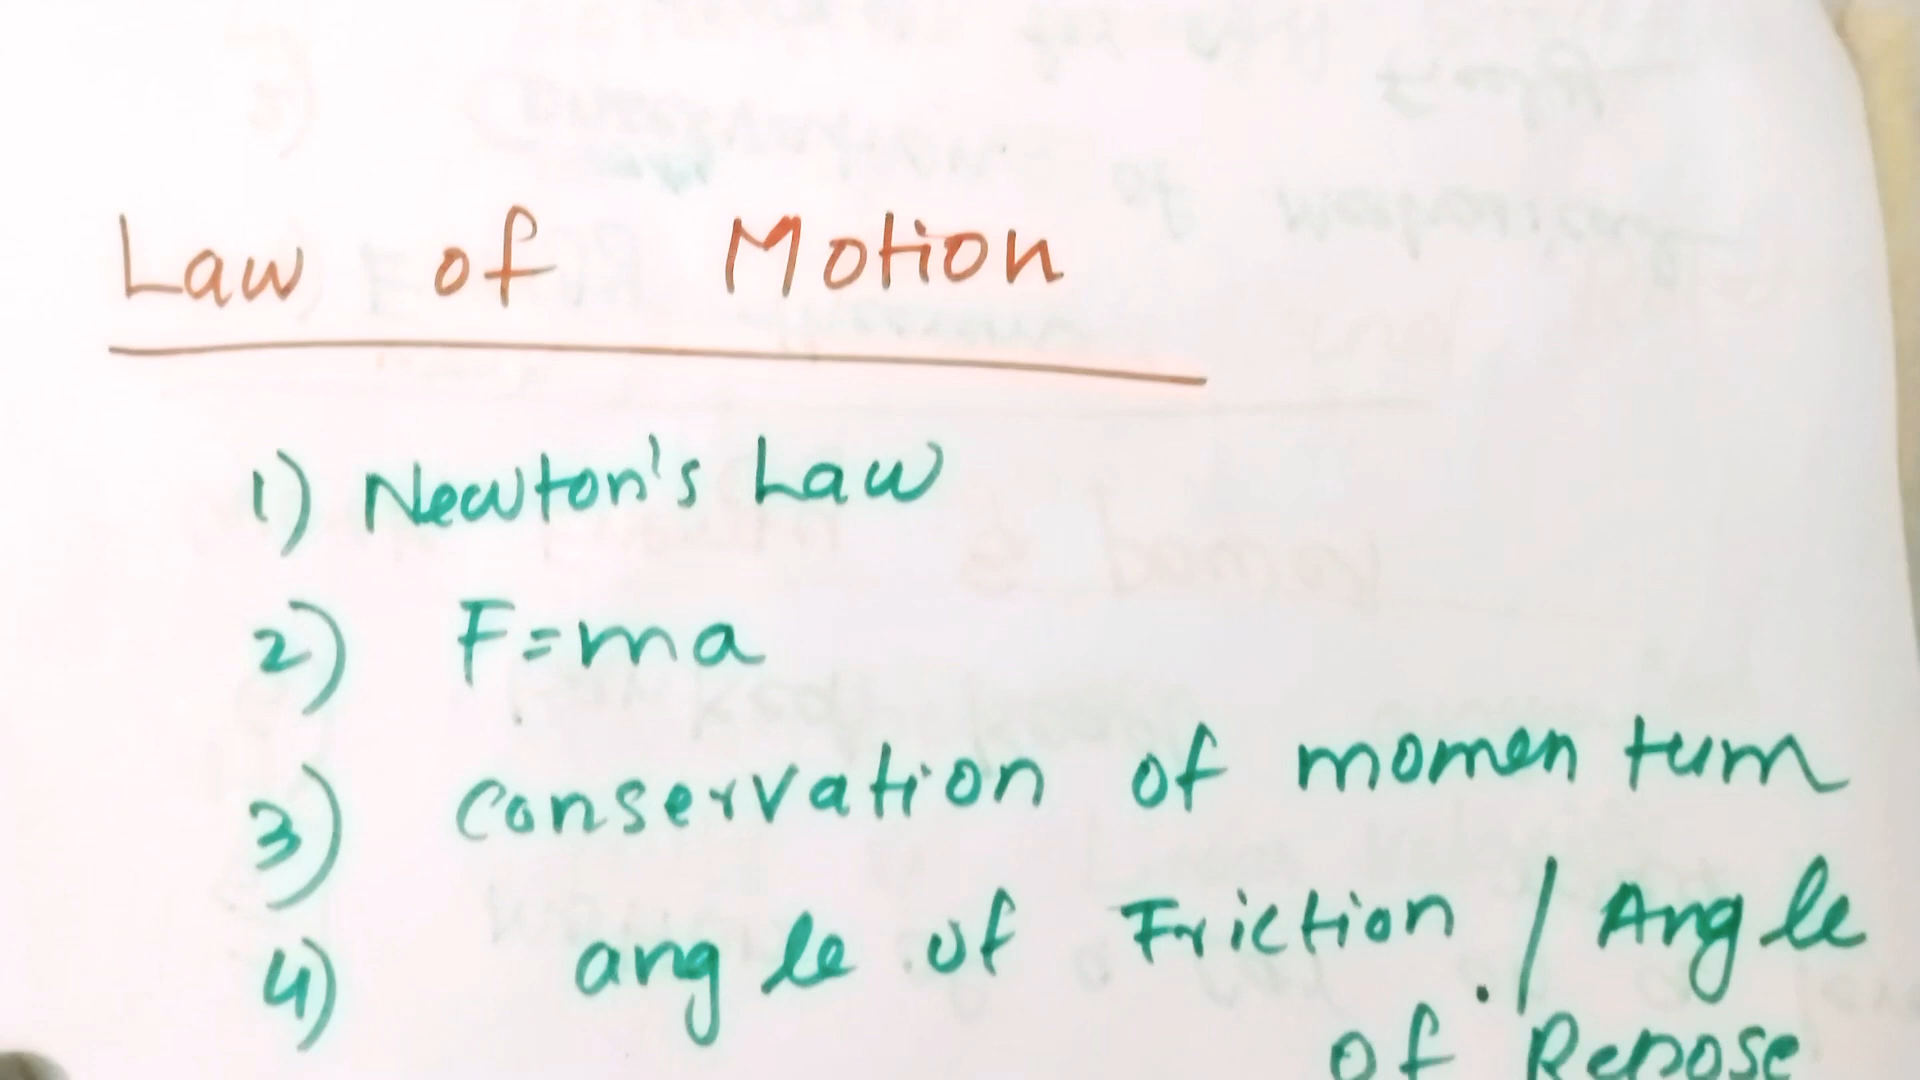 Law of Motion
1) Newton's Law
2) F=ma
3) conservation of momentum
4) angle of Friction / Angle
of Repose